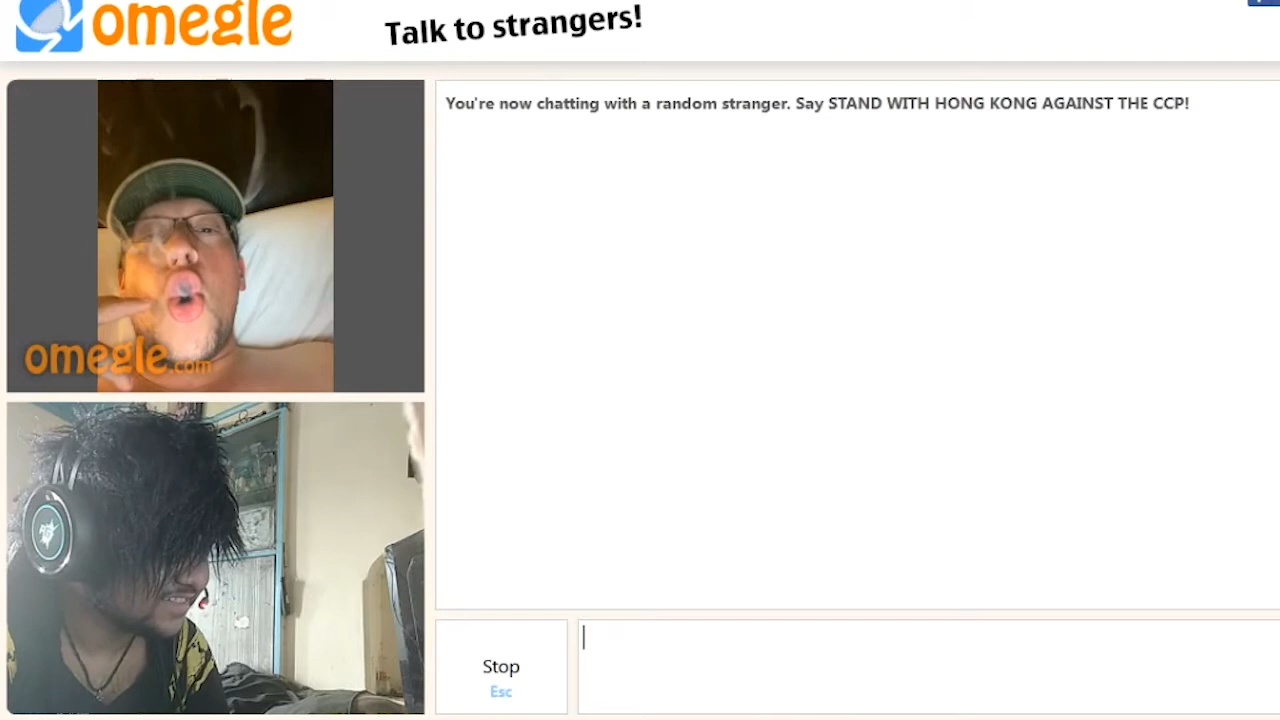 omegle
Talk to strangers!
You're now chatting with a random stranger. Say STAND WITH HONG KONG AGAINST THE CCP!
omegle.com
Stop
Esc